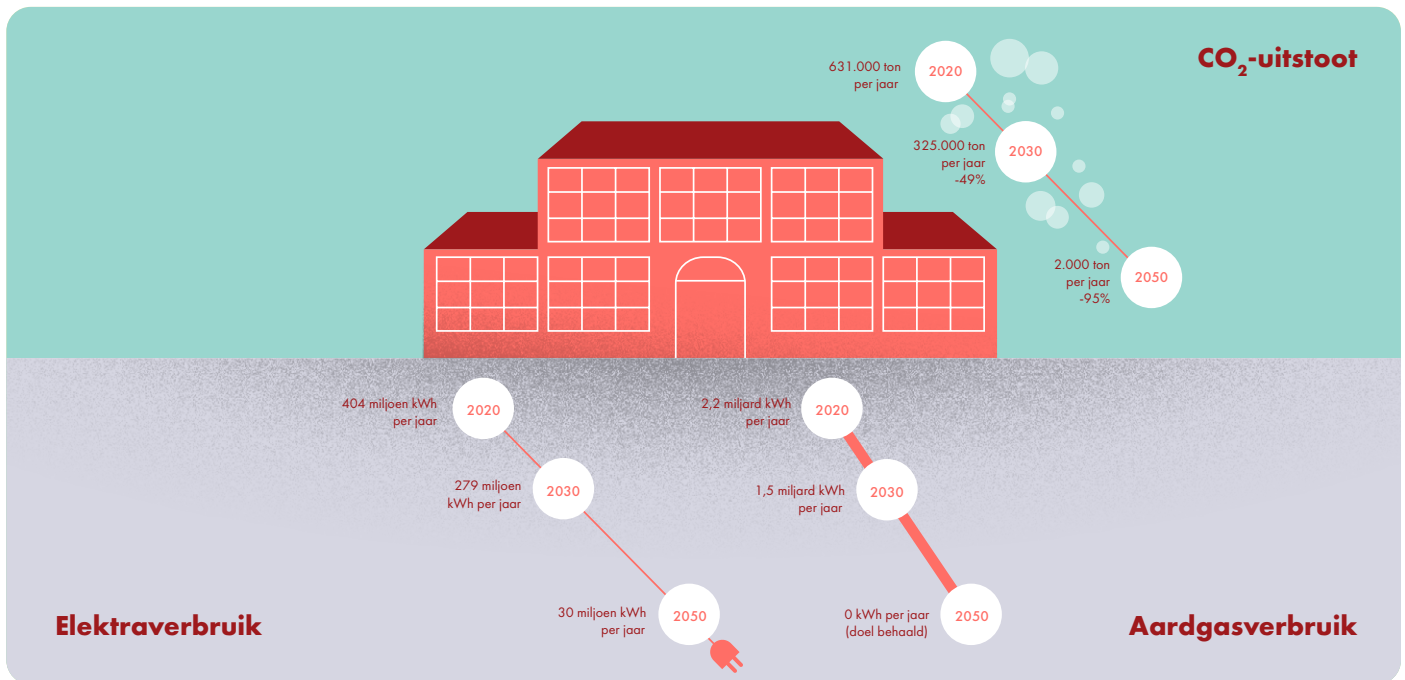 CO2-uitstoot
631.000 ton
per jaar
2020
325.000 ton
per jaar
-49%
2030
2.000 ton
per jaar
-95%
2050
404 miljoen kWh
per jaar
2020
279 miljoen
kWh per jaar
2030
30 miljoen kWh
per jaar
2050
Elektraverbruik
2,2 miljard kWh
per jaar
2020
1,5 miljard kWh
per jaar
2030
0 kWh per jaar
(doel behaald)
2050
Aardgasverbruik